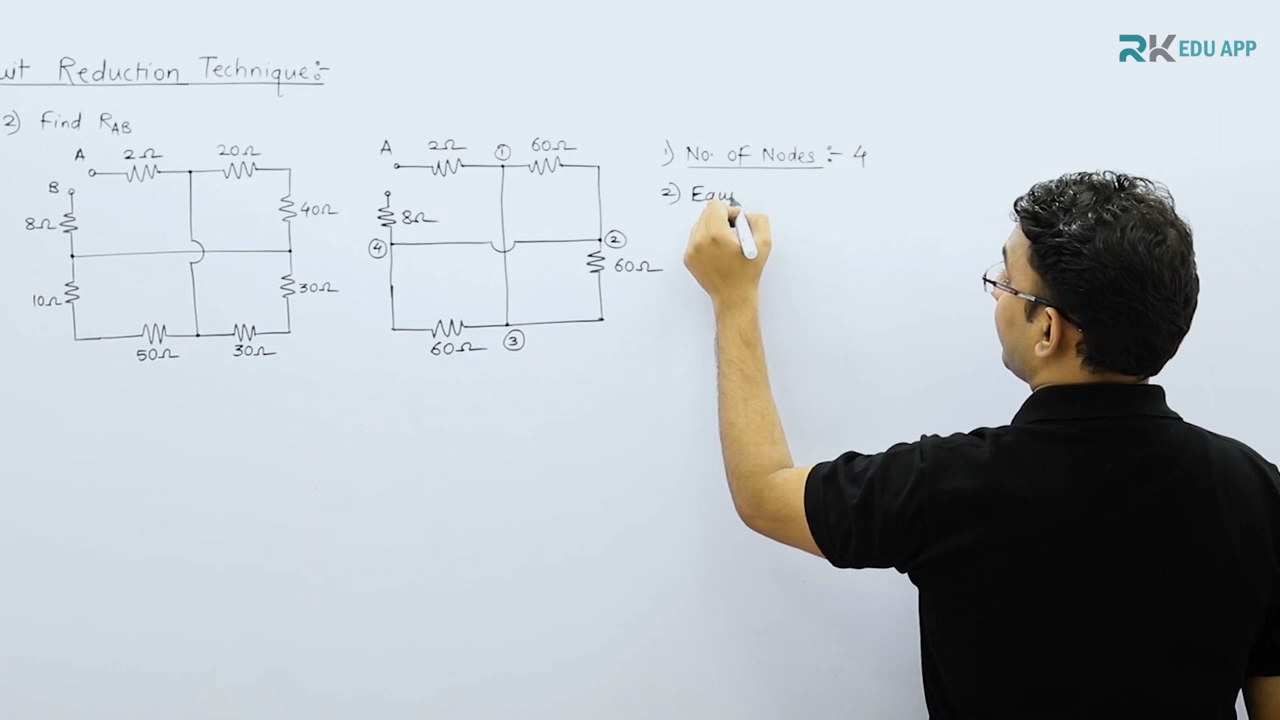 RK EDU APP
uit Reduction Technique:-
2) Find RAB
A
2Ω
20Ω
B
8Ω
40Ω
10Ω
30Ω
50Ω
30Ω
A
2Ω
1
60Ω
8Ω
4
2
60Ω
60Ω
3
1) No. of Nodes :- 4
2) Equ